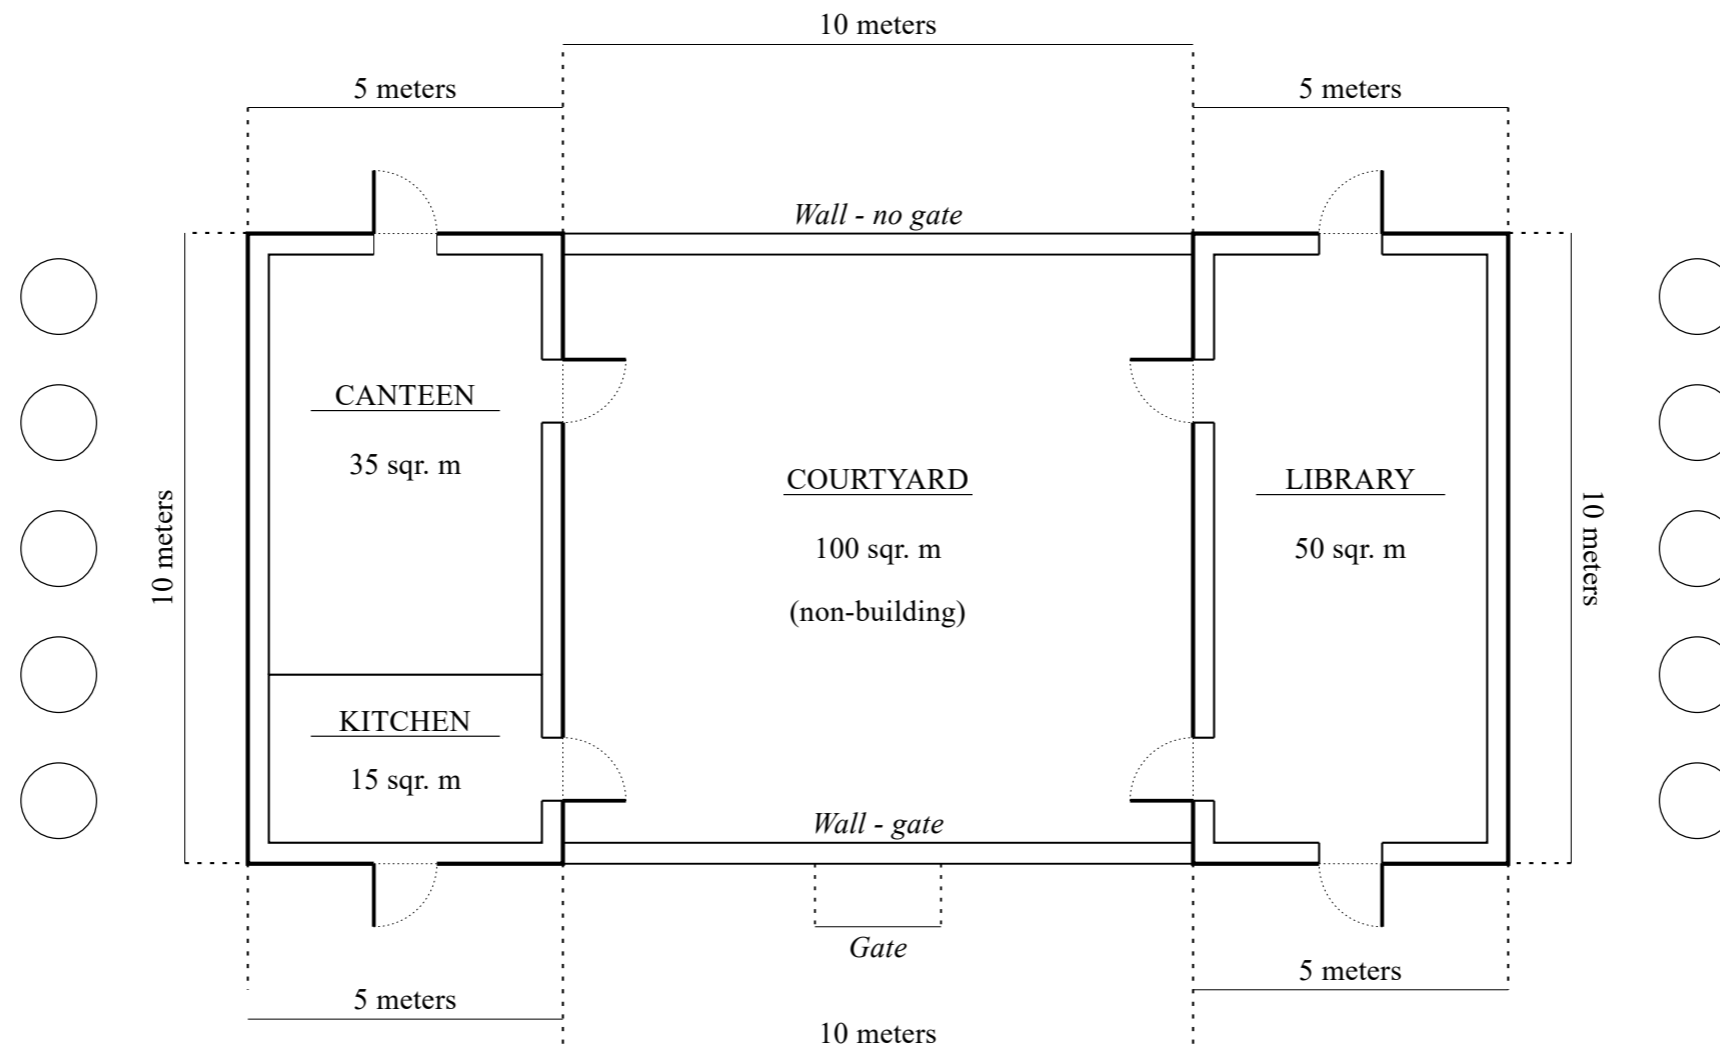 10 meters
5 meters
5 meters
Wall - no gate
CANTEEN
35 sqr. m
COURTYARD
100 sqr. m
(non-building)
LIBRARY
50 sqr. m
10 meters
10 meters
KITCHEN
15 sqr. m
Wall - gate
Gate
5 meters
5 meters
10 meters